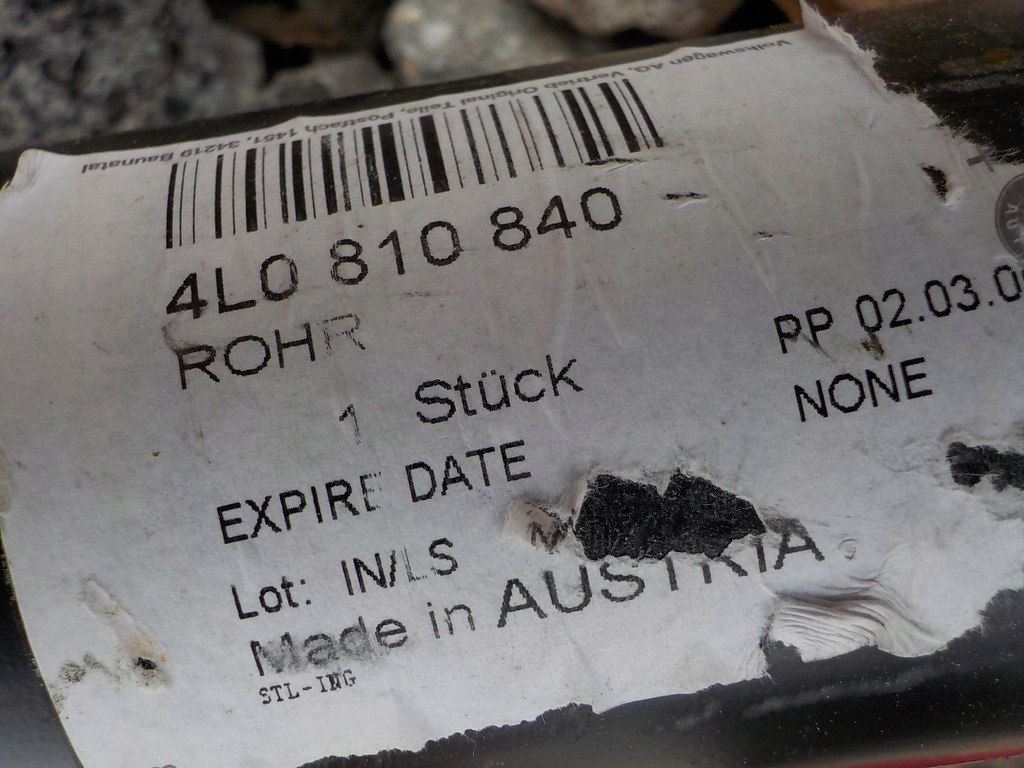 Volkswagen AG, Vertrieb Original Teile, Postfach 1451, 34219 Baunatal
4L0 810 840
ROHR
1 Stück
PP 02.03.0
EXPIRE DATE
NONE
Lot: IN/LS
Made in AUSTRIA
STL-ING